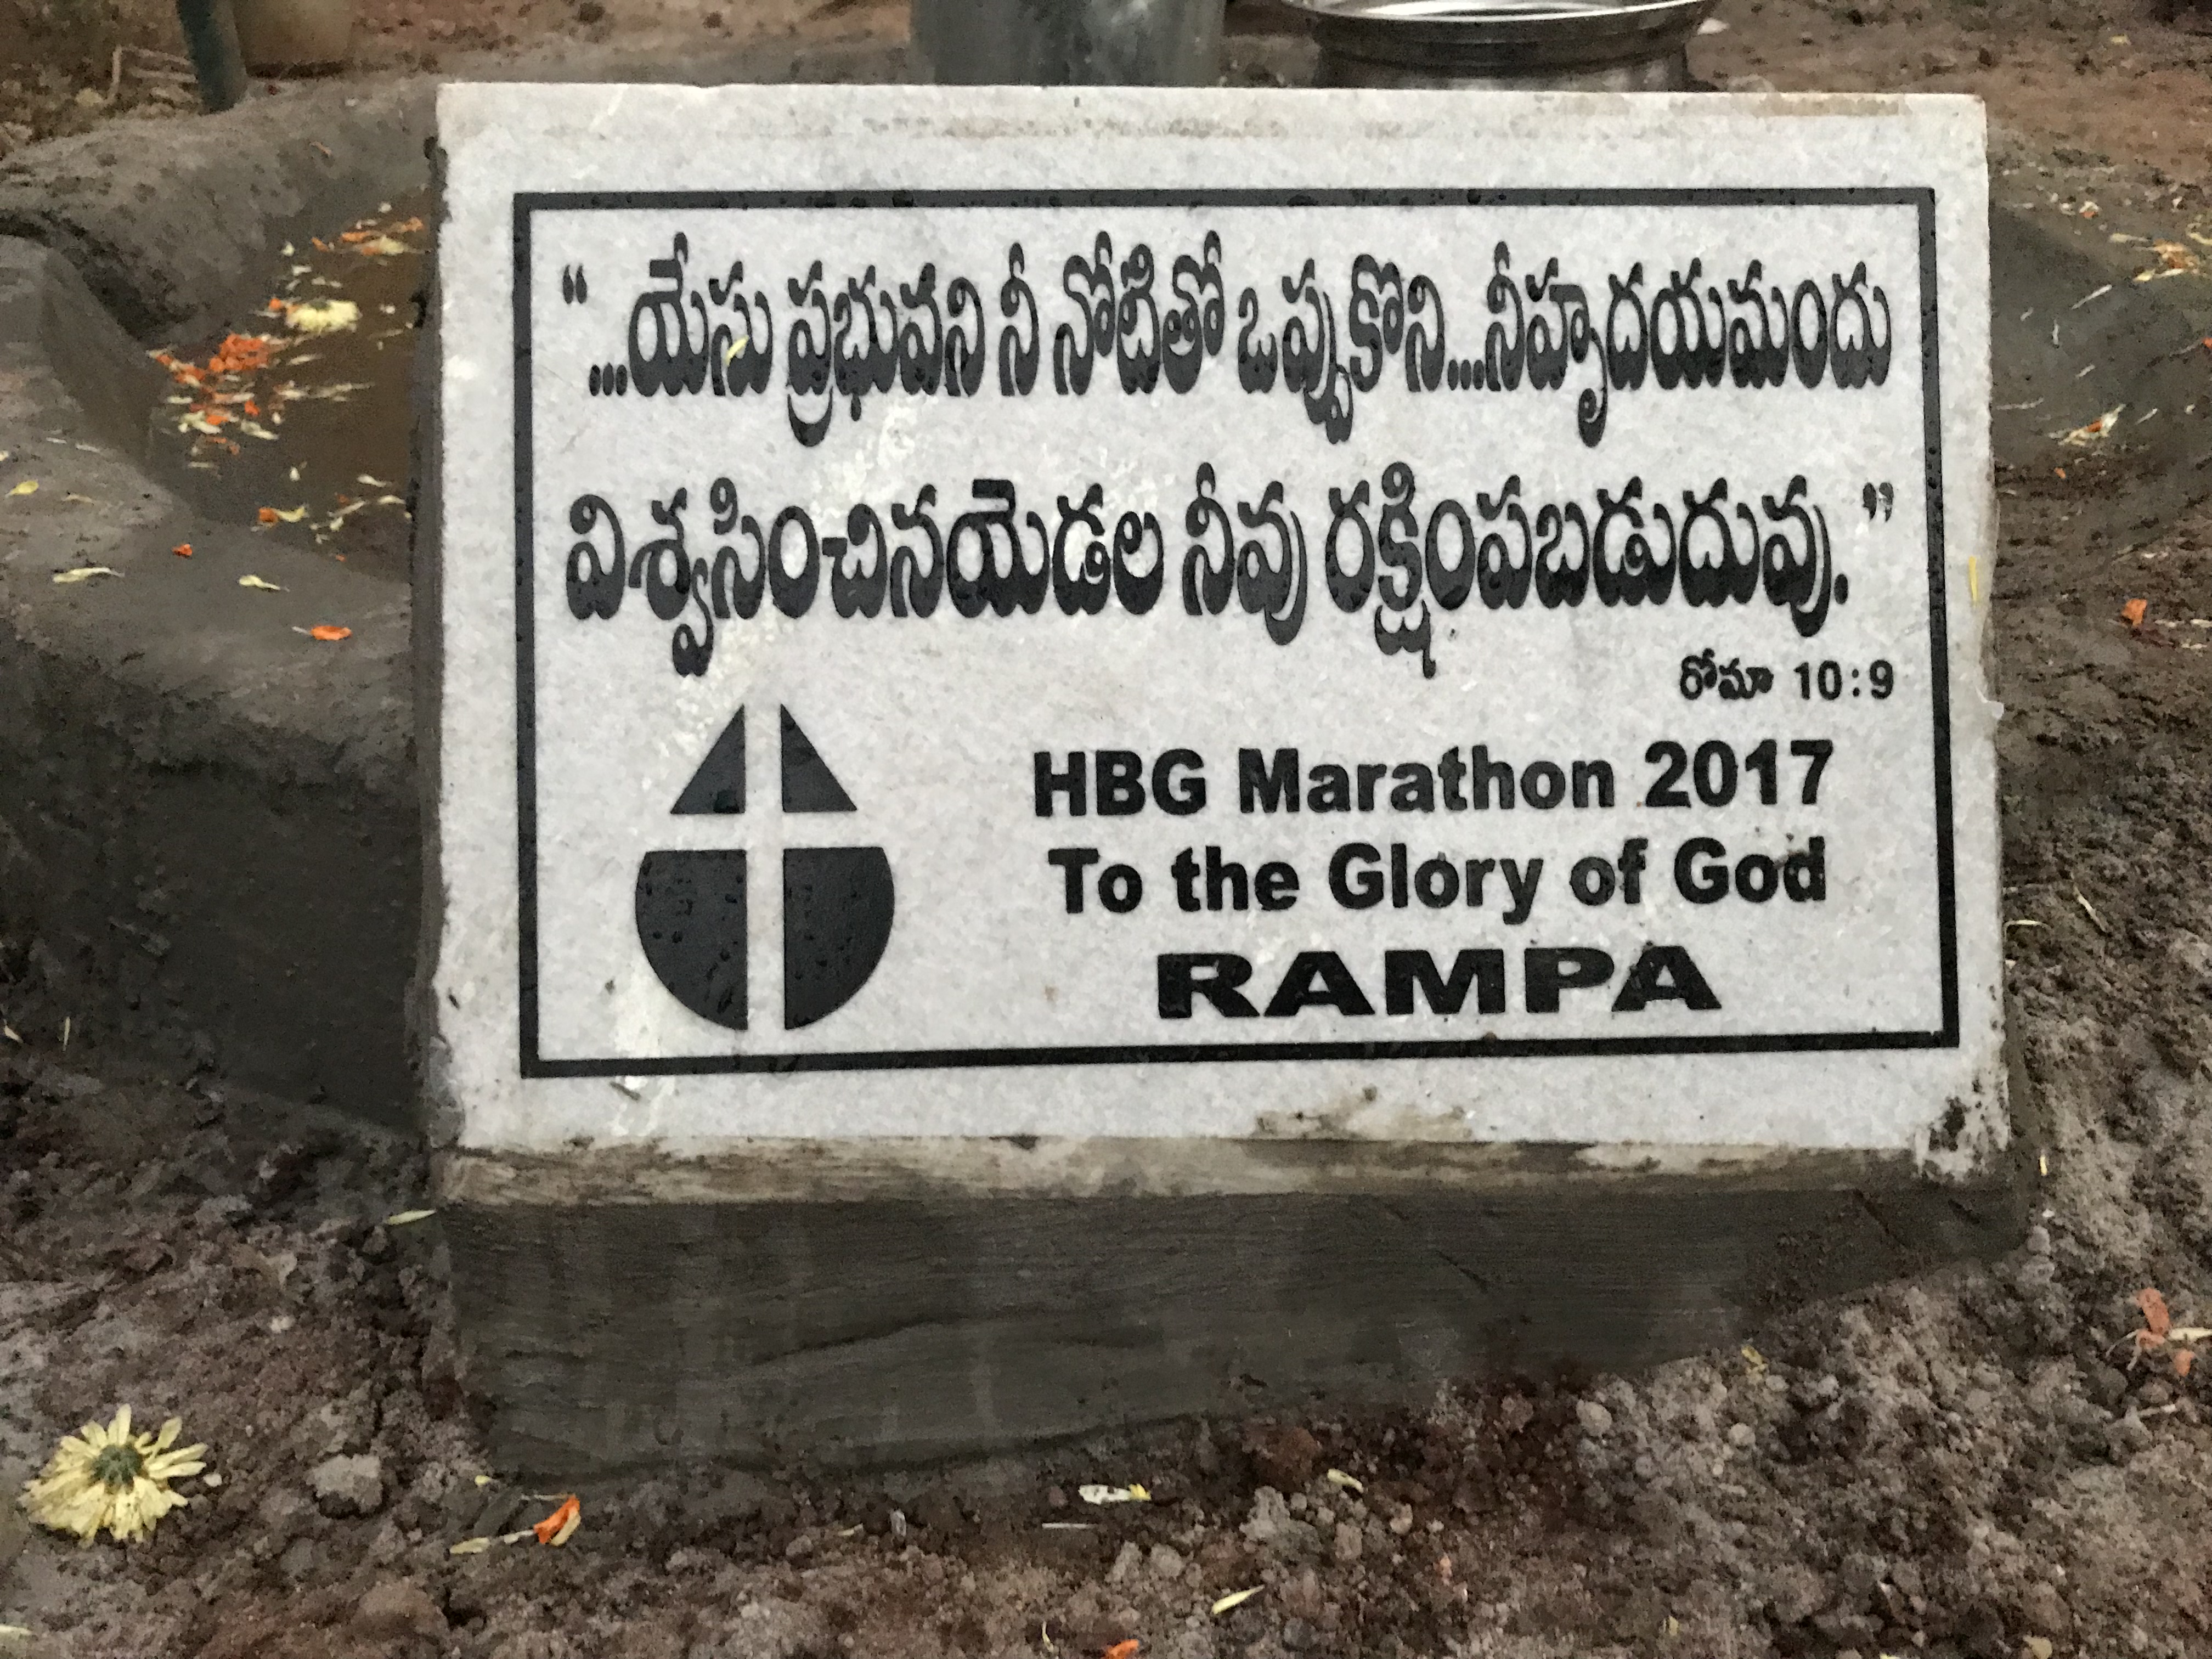 “...యేసు ప్రభువని నీ నోటితో ఒప్పుకొని...నీహృదయమందు
విశ్వసించినయెడల నీవు రక్షింపబడుదువు.”
రోమా 10:9
HBG Marathon 2017
To the Glory of God
RAMPA